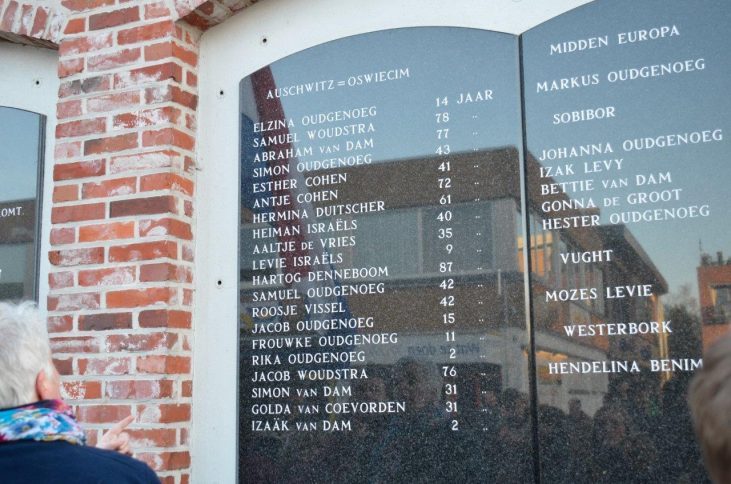 OMT.
AUSCHWITZ = OSWIECIM
ELZINA OUDGENOEG 14 JAAR
SAMUEL WOUDSTRA 78 „
ABRAHAM VAN DAM 77 „
SIMON OUDGENOEG 43 „
ESTHER COHEN 41 „
ANTJE COHEN 72 „
HERMINA DUITSCHER 61 „
HEIMAN ISRAËLS 40 „
AALTJE DE VRIES 35 „
LEVIE ISRAËLS 9 „
HARTOG DENNEBOOM 87 „
SAMUEL OUDGENOEG 42 „
ROOSJE VISSEL 42 „
JACOB OUDGENOEG 15 „
FROUWKE OUDGENOEG 11 „
RIKA OUDGENOEG 2 „
JACOB WOUDSTRA 76 „
SIMON VAN DAM 31 „
GOLDA VAN COEVORDEN 31 „
IZAÄK VAN DAM 2 „
MIDDEN EUROPA
MARKUS OUDGENOEG
SOBIBOR
JOHANNA OUDGENOEG
IZAK LEVY
BETTIE VAN DAM
GONNA DE GROOT
HESTER OUDGENOEG
VUGHT
MOZES LEVIE
WESTERBORK
HENDELINA BENIM